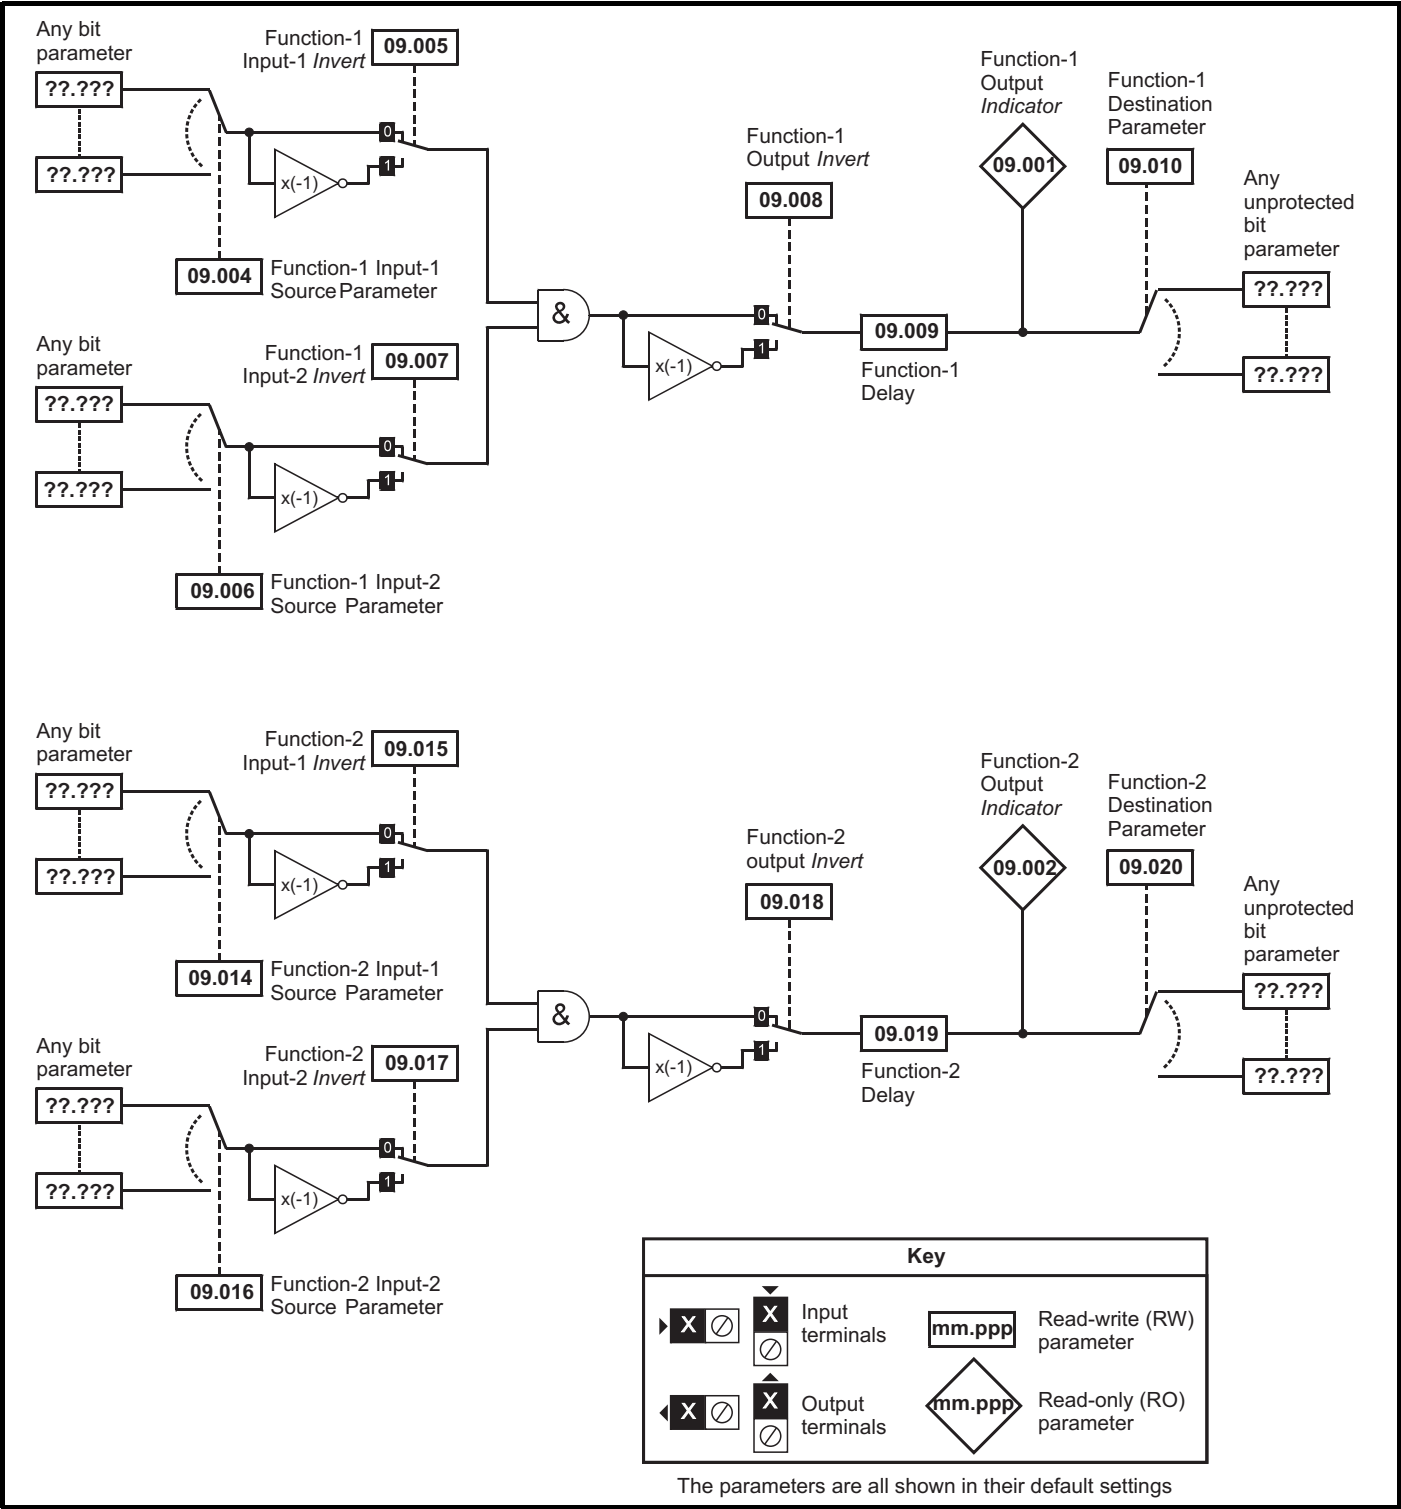 Any bit
parameter
??.???
??.???
Function-1
Input-1 Invert
09.005
0
1
x(-1)
09.004
Function-1 Input-1
Source Parameter
Any bit
parameter
??.???
??.???
Function-1
Input-2 Invert
09.007
0
1
x(-1)
09.006
Function-1 Input-2
Source Parameter
&
x(-1)
0
1
Function-1
Output Invert
09.008
09.009
Function-1
Delay
Function-1
Output
Indicator
09.001
Function-1
Destination
Parameter
09.010
Any
unprotected
bit
parameter
??.???
??.???
Any bit
parameter
??.???
??.???
Function-2
Input-1 Invert
09.015
0
1
x(-1)
09.014
Function-2 Input-1
Source Parameter
Any bit
parameter
??.???
??.???
Function-2
Input-2 Invert
09.017
0
1
x(-1)
09.016
Function-2 Input-2
Source Parameter
&
x(-1)
0
1
Function-2
output Invert
09.018
09.019
Function-2
Delay
Function-2
Output
Indicator
09.002
Function-2
Destination
Parameter
09.020
Any
unprotected
bit
parameter
??.???
??.???
Key
X
X
Input
terminals
mm.ppp
Read-write (RW)
parameter
X
X
Output
terminals
mm.ppp
Read-only (RO)
parameter
The parameters are all shown in their default settings